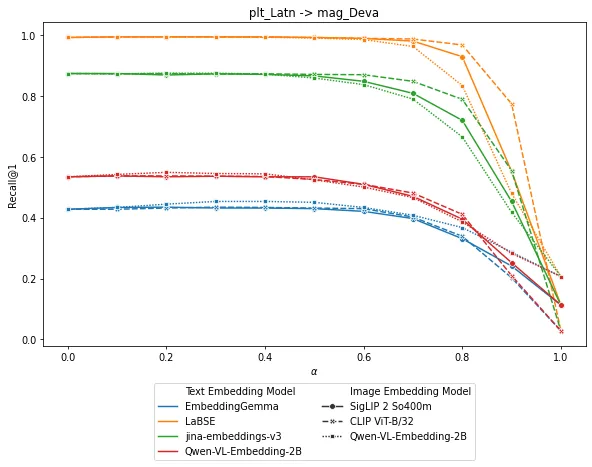 plt_Latn -> mag_Deva
Recall@1
1.0
0.8
0.6
0.4
0.2
0.0
0.0 0.2 0.4 0.6 0.8 1.0
α
Text Embedding Model
EmbeddingGemma
LaBSE
jina-embeddings-v3
Qwen-VL-Embedding-2B
Image Embedding Model
SigLIP 2 So400m
CLIP ViT-B/32
Qwen-VL-Embedding-2B